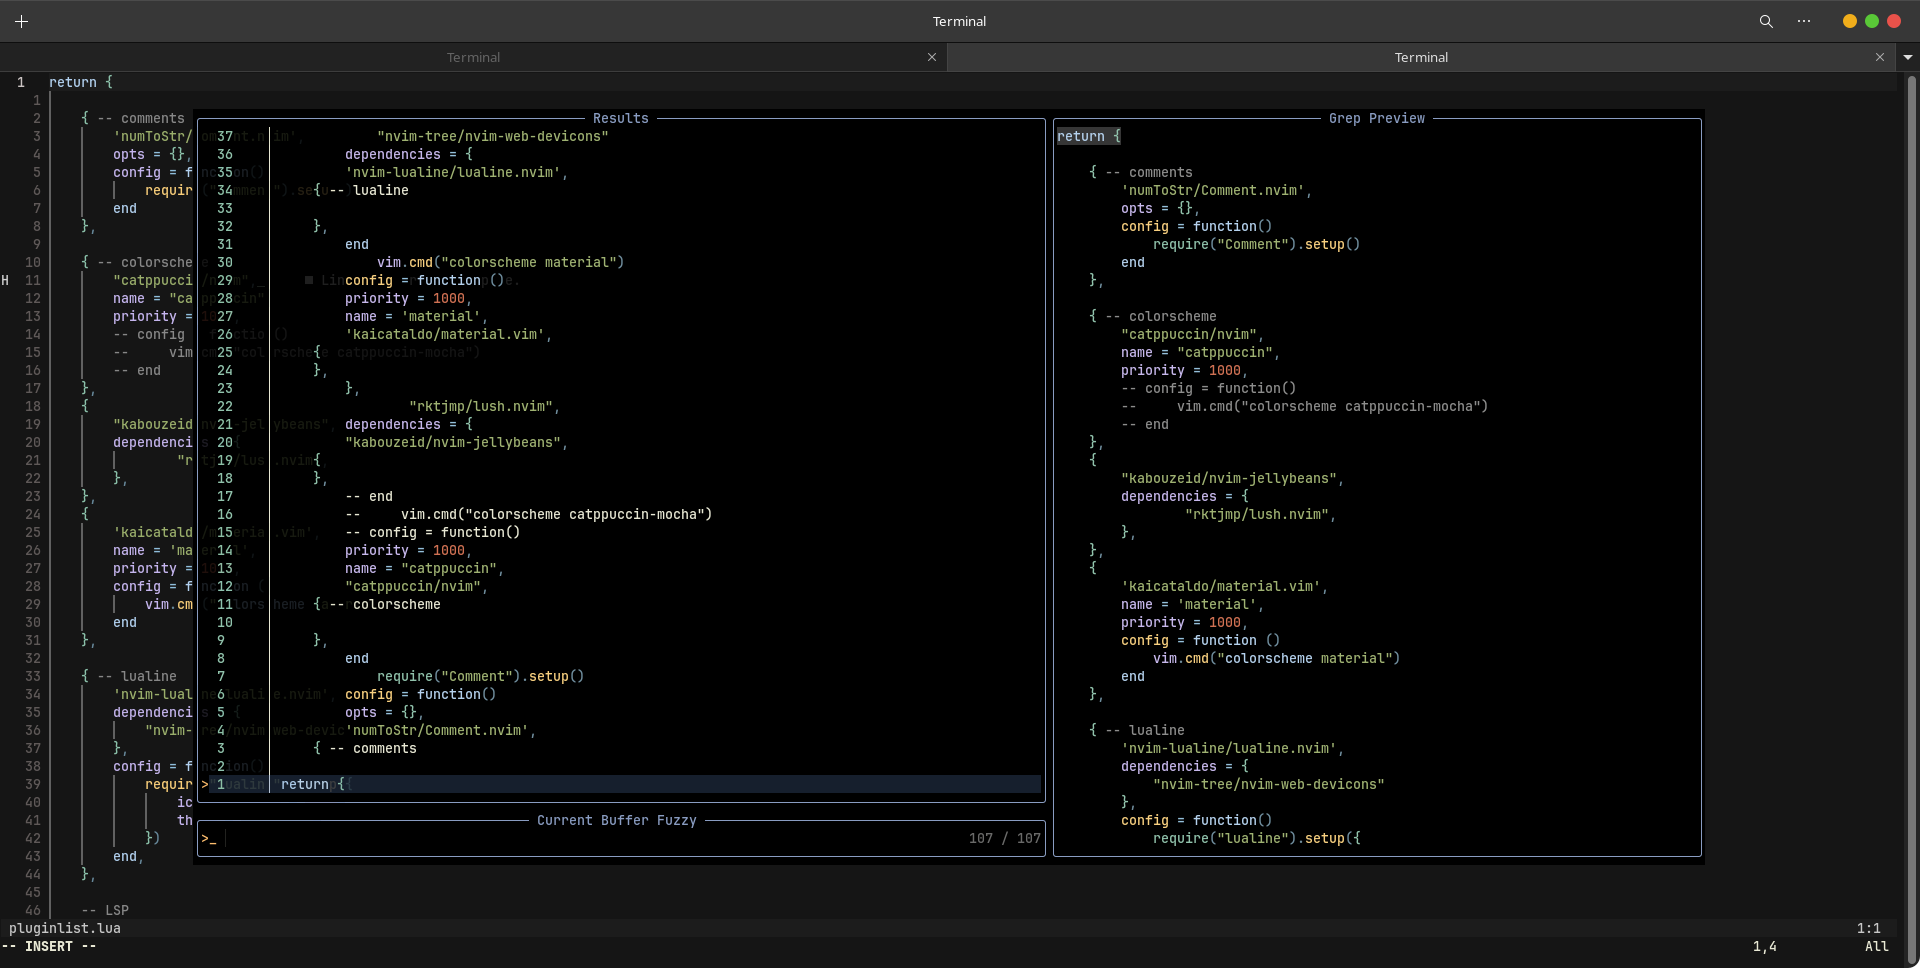 Terminal
Terminal
Terminal
1 return {
1
2 { -- comments
3 'numToStr/
4 opts = {},
5 config = f
6 requir
7 end
8 },
9
10 { -- colorsche
H 11 "catppucci
12 name = "ca
13 priority =
14 -- config
15 -- vim
16 -- end
17 },
18 {
19 "kabouzeid
20 dependenci
21 "r
22 },
23 },
24 {
25 'kaicatald
26 name = 'ma
27 priority =
28 config = f
29 vim.cm
30 end
31 },
32
33 { -- lualine
34 'nvim-lual
35 dependenci
36 "nvim-
37 },
38 config = f
39 requir
40 ic
41 th
42 })
43 end,
44 },
45
46 -- LSP
Results
37 "nvim-tree/nvim-web-devicons"
36 dependencies = {
35 'nvim-lualine/lualine.nvim',
34 { -- lualine
33
32 },
31 end
30 vim.cmd("colorscheme material")
29 config = function ()
28 priority = 1000,
27 name = 'material',
26 'kaicataldo/material.vim',
25 {
24 },
23 },
22 "rktjmp/lush.nvim",
21 dependencies = {
20 "kabouzeid/nvim-jellybeans",
19 {
18 },
17 -- end
16 -- vim.cmd("colorscheme catppuccin-mocha")
15 -- config = function()
14 priority = 1000,
13 name = "catppuccin",
12 "catppuccin/nvim",
11 { -- colorscheme
10
9 },
8 end
7 require("Comment").setup()
6 config = function()
5 opts = {},
4 'numToStr/Comment.nvim',
3 { -- comments
2
> 1 return {
Current Buffer Fuzzy
>_ 107 / 107
Grep Preview
return {
{ -- comments
'numToStr/Comment.nvim',
opts = {},
config = function()
require("Comment").setup()
end
},
{ -- colorscheme
"catppuccin/nvim",
name = "catppuccin",
priority = 1000,
-- config = function()
-- vim.cmd("colorscheme catppuccin-mocha")
-- end
},
{
"kabouzeid/nvim-jellybeans",
dependencies = {
"rktjmp/lush.nvim",
},
},
{
'kaicataldo/material.vim',
name = 'material',
priority = 1000,
config = function ()
vim.cmd("colorscheme material")
end
},
{ -- lualine
'nvim-lualine/lualine.nvim',
dependencies = {
"nvim-tree/nvim-web-devicons"
},
config = function()
require("lualine").setup({
pluginlist.lua 1:1
-- INSERT -- 1,4 All